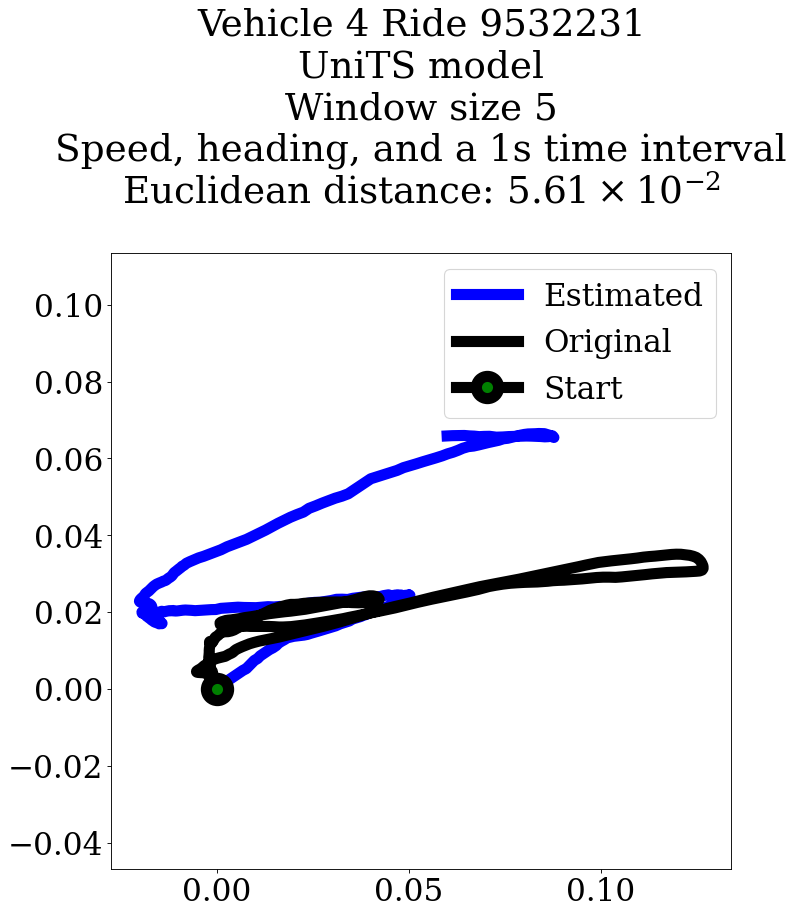 Vehicle 4 Ride 9532231
UniTS model
Window size 5
Speed, heading, and a 1s time interval
Euclidean distance: 5.61 × 10⁻²
Estimated
Original
Start
0.10
0.08
0.06
0.04
0.02
0.00
−0.02
−0.04
0.00 0.05 0.10